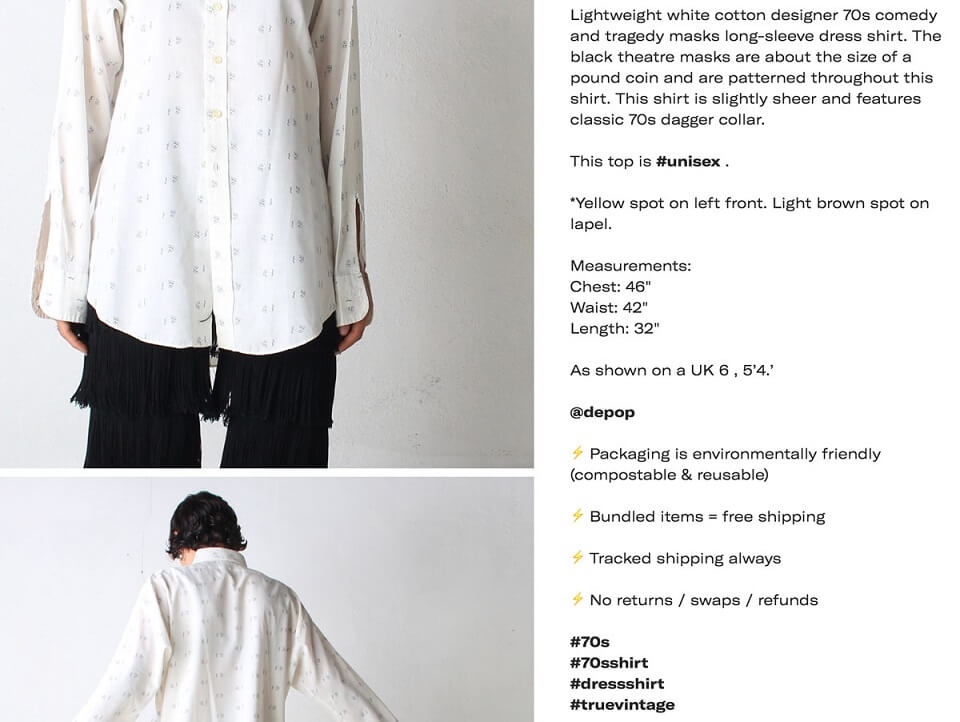 Lightweight white cotton designer 70s comedy
and tragedy masks long-sleeve dress shirt. The
black theatre masks are about the size of a
pound coin and are patterned throughout this
shirt. This shirt is slightly sheer and features
classic 70s dagger collar.
This top is #unisex .
*Yellow spot on left front. Light brown spot on
lapel.
Measurements:
Chest: 46"
Waist: 42"
Length: 32"
As shown on a UK 6 , 5’4.’
@depop
⚡ Packaging is environmentally friendly
(compostable & reusable)
⚡ Bundled items = free shipping
⚡ Tracked shipping always
⚡ No returns / swaps / refunds
#70s
#70sshirt
#dressshirt
#truevintage